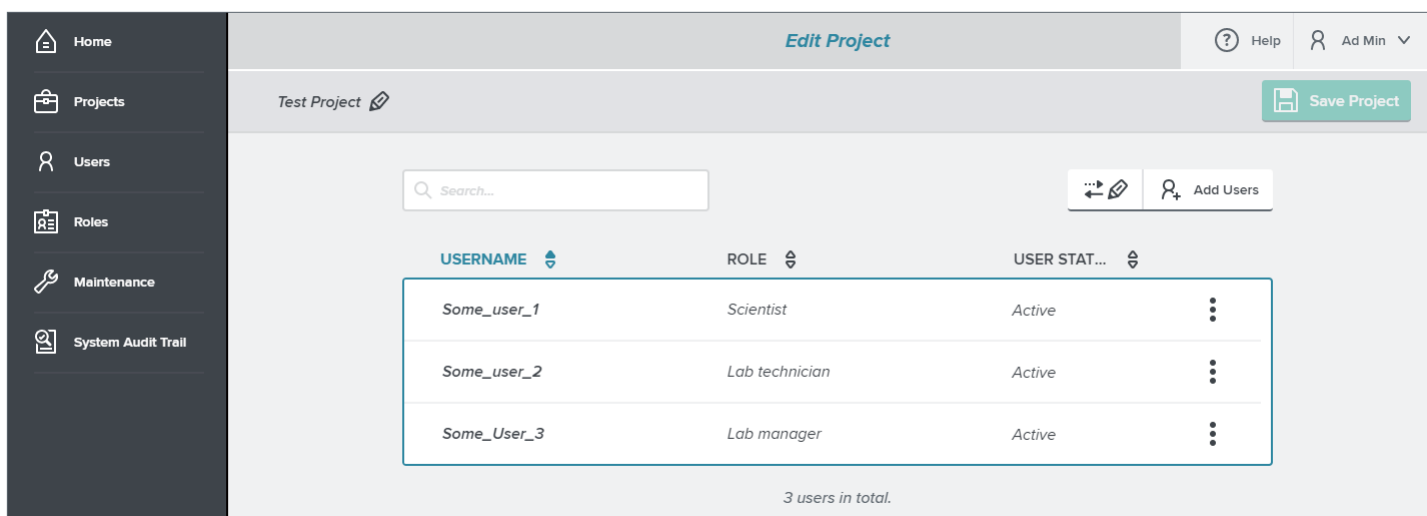 Home
Edit Project
Help
Ad Min
Projects
Test Project
Save Project
Users
Search...
Add Users
Roles
USERNAME ROLE USER STAT...
Maintenance
Some_user_1 Scientist Active
System Audit Trail
Some_user_2 Lab technician Active
Some_User_3 Lab manager Active
3 users in total.